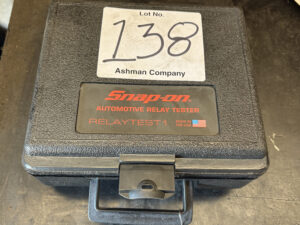 Lot No.
138
Ashman Company
Snap-on
AUTOMOTIVE RELAY TESTER
RELAYTEST1